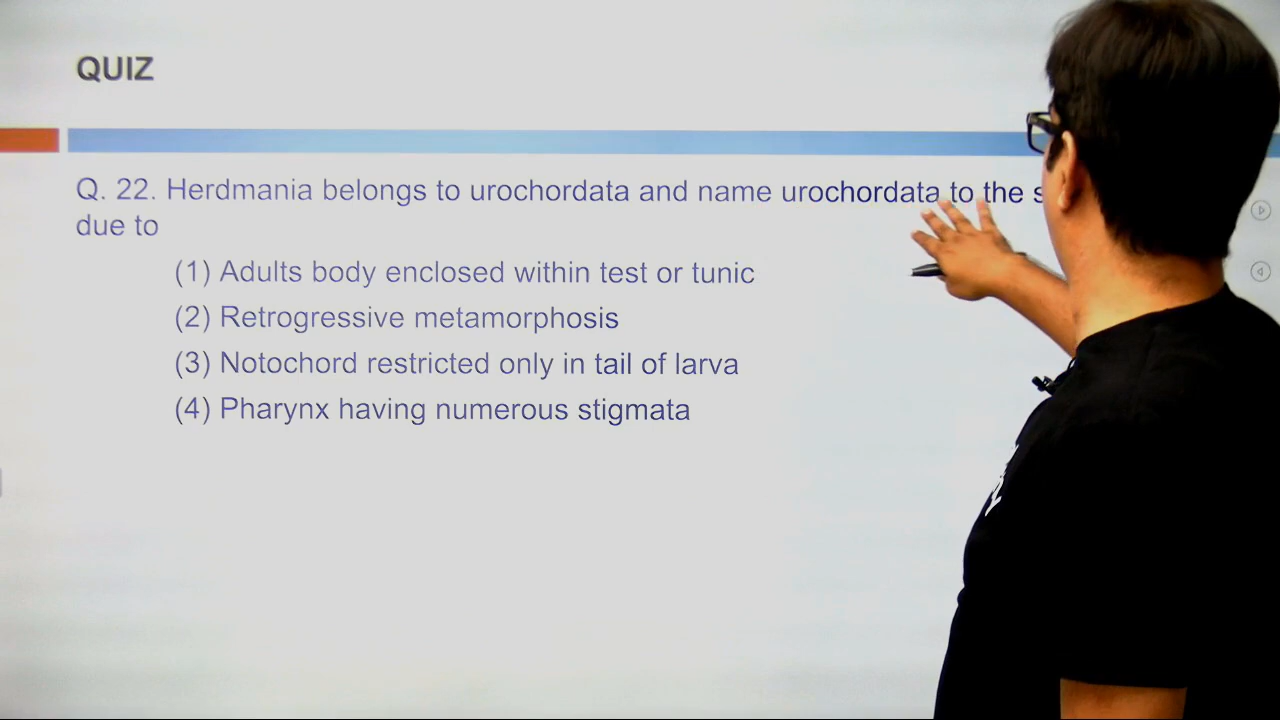 QUIZ
Q. 22. Herdmania belongs to urochordata and name urochordata to the
due to
(1) Adults body enclosed within test or tunic
(2) Retrogressive metamorphosis
(3) Notochord restricted only in tail of larva
(4) Pharynx having numerous stigmata